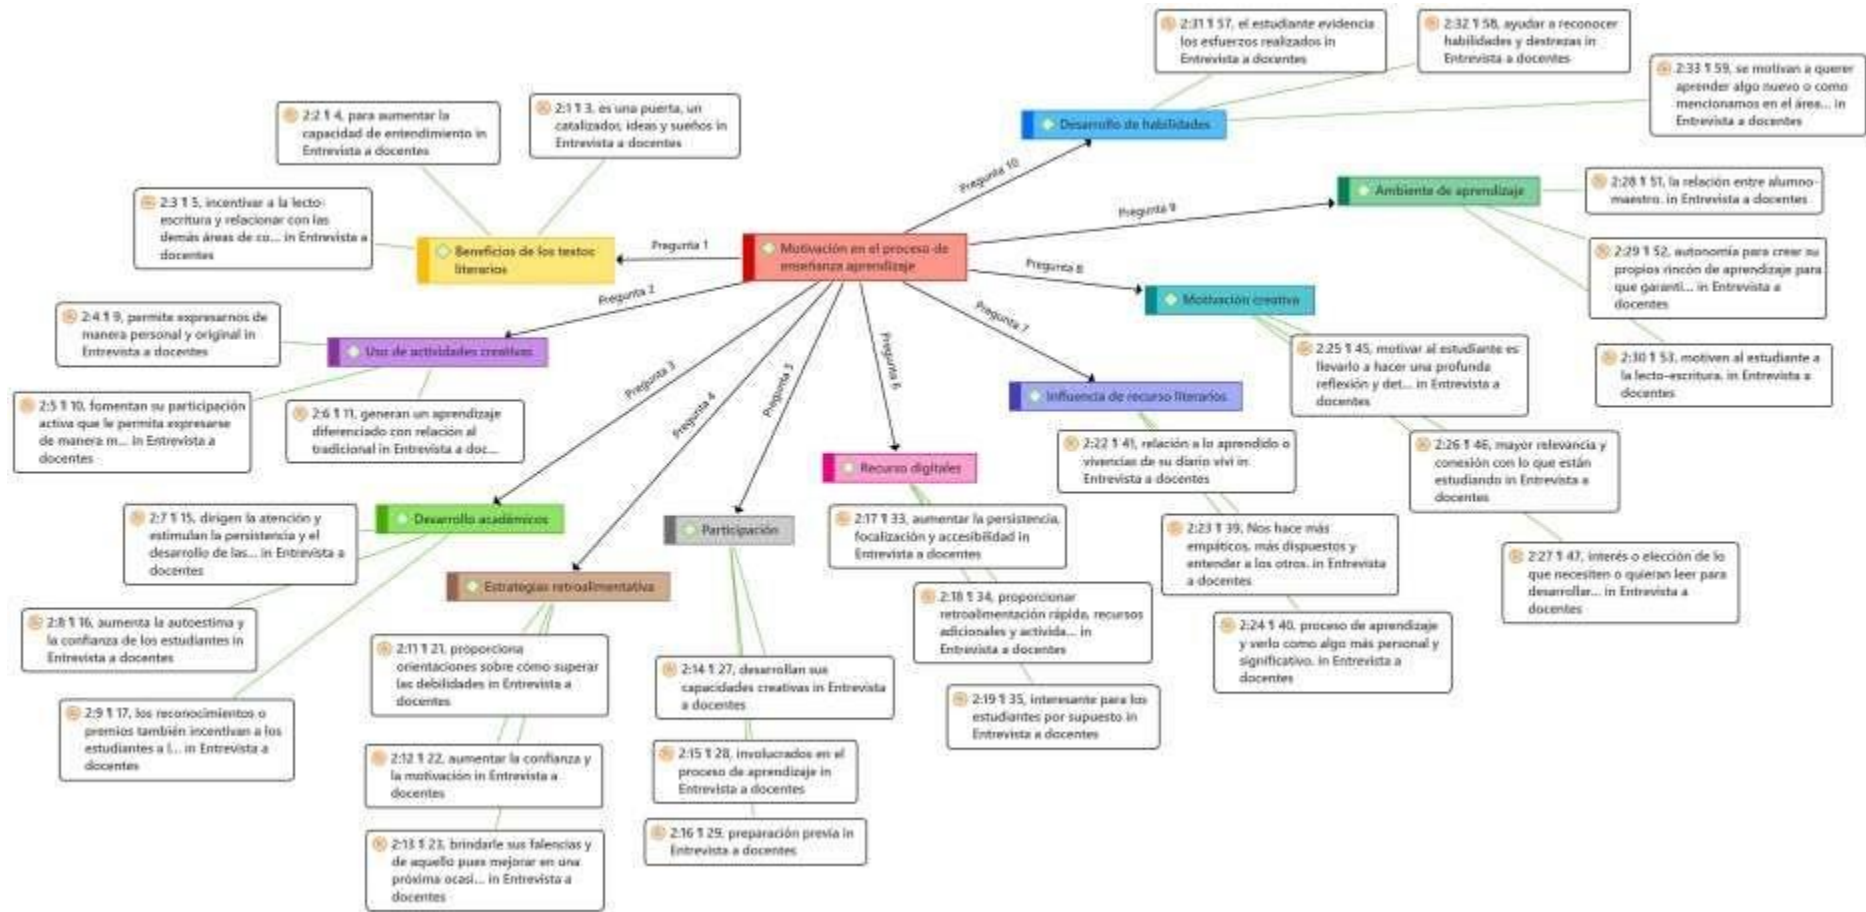 2:31 ¶ 57, el estudiante evidencia
los esfuerzos realizados in
Entrevista a docentes
2:32 ¶ 58, ayudar a reconocer
habilidades y destrezas in
Entrevista a docentes
2:33 ¶ 59, se motivan a querer
aprender algo nuevo o como
mencionamos en el área... in
Entrevista a docentes
Desarrollo de habilidades
2:2 ¶ 4, para aumentar la
capacidad de entendimiento in
Entrevista a docentes
2:1 ¶ 3, es una puerta, un
catalizador, ideas y sueños in
Entrevista a docentes
Pregunta 10
Ambiente de aprendizaje
2:28 ¶ 51, la relación entre alumno-
maestro. in Entrevista a docentes
2:3 ¶ 5, incentivar a la lecto-
escritura y relacionar con las
demás áreas de co... in Entrevista a
docentes
Pregunta 9
Beneficios de los textos
literarios
Pregunta 1
Motivación en el proceso de
enseñanza aprendizaje
2:29 ¶ 52, autonomía para crear su
propios rincón de aprendizaje para
que garanti... in Entrevista a
docentes
Pregunta 8
Motivación creativa
Pregunta 2
Pregunta 7
2:4 ¶ 9, permite expresarnos de
manera personal y original in
Entrevista a docentes
Uso de actividades creativas
2:25 ¶ 45, motivar al estudiante es
llevarlo a hacer una profunda
reflexión y det... in Entrevista a
docentes
2:30 ¶ 53, motiven al estudiante a
la lecto-escritura. in Entrevista a
docentes
Pregunta 3
Pregunta 4
Pregunta 5
Pregunta 6
Influencia de recurso literarios
2:5 ¶ 10, fomentan su participación
activa que le permita expresarse
de manera m... in Entrevista a
docentes
2:6 ¶ 11, generan un aprendizaje
diferenciado con relación al
tradicional in Entrevista a doc...
2:22 ¶ 41, relación a lo aprendido o
vivencias de su diario vivi in
Entrevista a docentes
2:26 ¶ 46, mayor relevancia y
conexión con lo que están
estudiando in Entrevista a
docentes
Recurso digitales
Desarrollo académicos
Participación
2:7 ¶ 15, dirigen la atención y
estimulan la persistencia y el
desarrollo de las... in Entrevista a
docentes
2:17 ¶ 33, aumentar la persistencia,
focalización y accesibilidad in
Entrevista a docentes
2:23 ¶ 39, Nos hace más
empáticos, más dispuestos y
entender a los otros. in Entrevista
a docentes
2:27 ¶ 47, interés o elección de lo
que necesiten o quieran leer para
desarrollar... in Entrevista a
docentes
Estrategias retroalimentativa
2:8 ¶ 16, aumenta la autoestima y
la confianza de los estudiantes in
Entrevista a docentes
2:18 ¶ 34, proporcionar
retroalimentación rápida, recursos
adicionales y activida... in
Entrevista a docentes
2:24 ¶ 40, proceso de aprendizaje
y verlo como algo más personal y
significativo. in Entrevista a
docentes
2:11 ¶ 21, proporciona
orientaciones sobre cómo superar
las debilidades in Entrevista a
docentes
2:14 ¶ 27, desarrollan sus
capacidades creativas in Entrevista
a docentes
2:19 ¶ 35, interesante para los
estudiantes por supuesto in
Entrevista a docentes
2:9 ¶ 17, los reconocimientos o
premios también incentivan a los
estudiantes a l... in Entrevista a
docentes
2:12 ¶ 22, aumentar la confianza y
la motivación in Entrevista a
docentes
2:15 ¶ 28, involucrados en el
proceso de aprendizaje in
Entrevista a docentes
2:16 ¶ 29, preparación previa in
Entrevista a docentes
2:13 ¶ 23, brindarle sus falencias y
de aquello pues mejorar en una
próxima ocasi... in Entrevista a
docentes